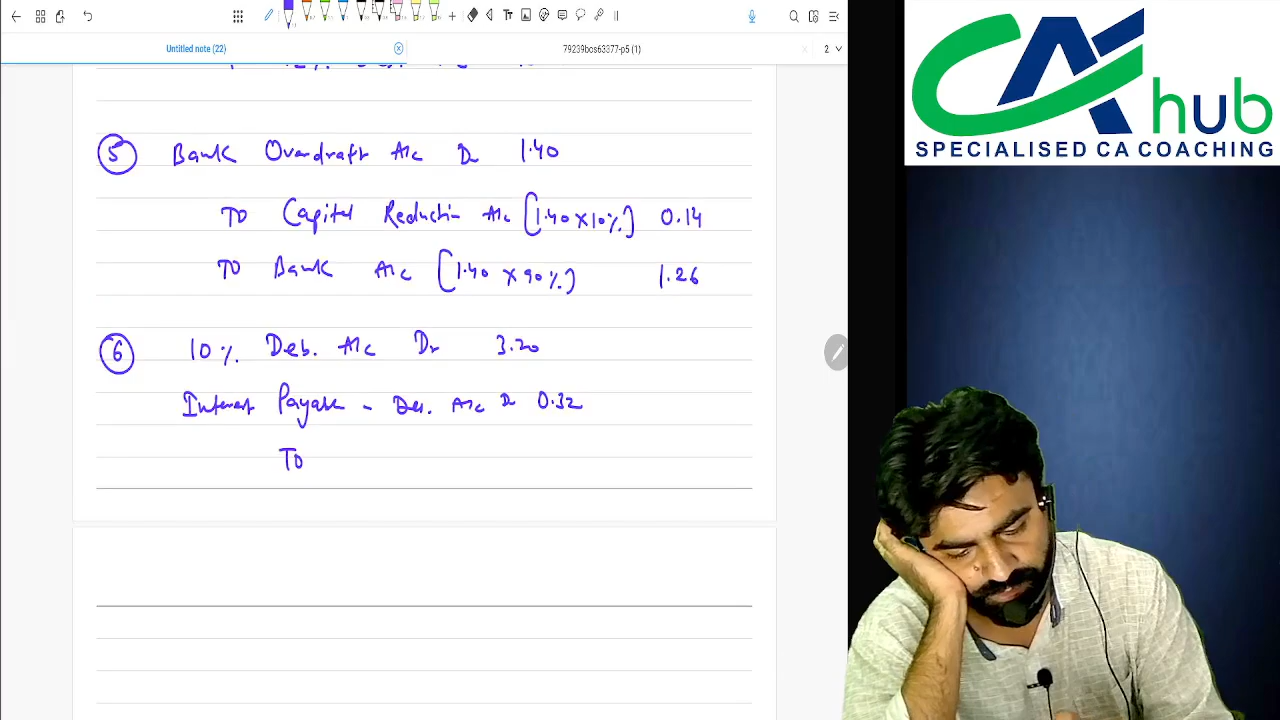 Untitled note (22)
79239bos63377-p5 (1)
2
CA hub
SPECIALISED CA COACHING
5 Bank Overdraft A/c Dr 1.40
To Capital Reduction A/c [1.40 x 10%] 0.14
To Bank A/c [1.40 x 90%] 1.26
6 10% Deb. A/c Dr 3.20
Interest Payable - Deb. A/c Dr 0.32
To